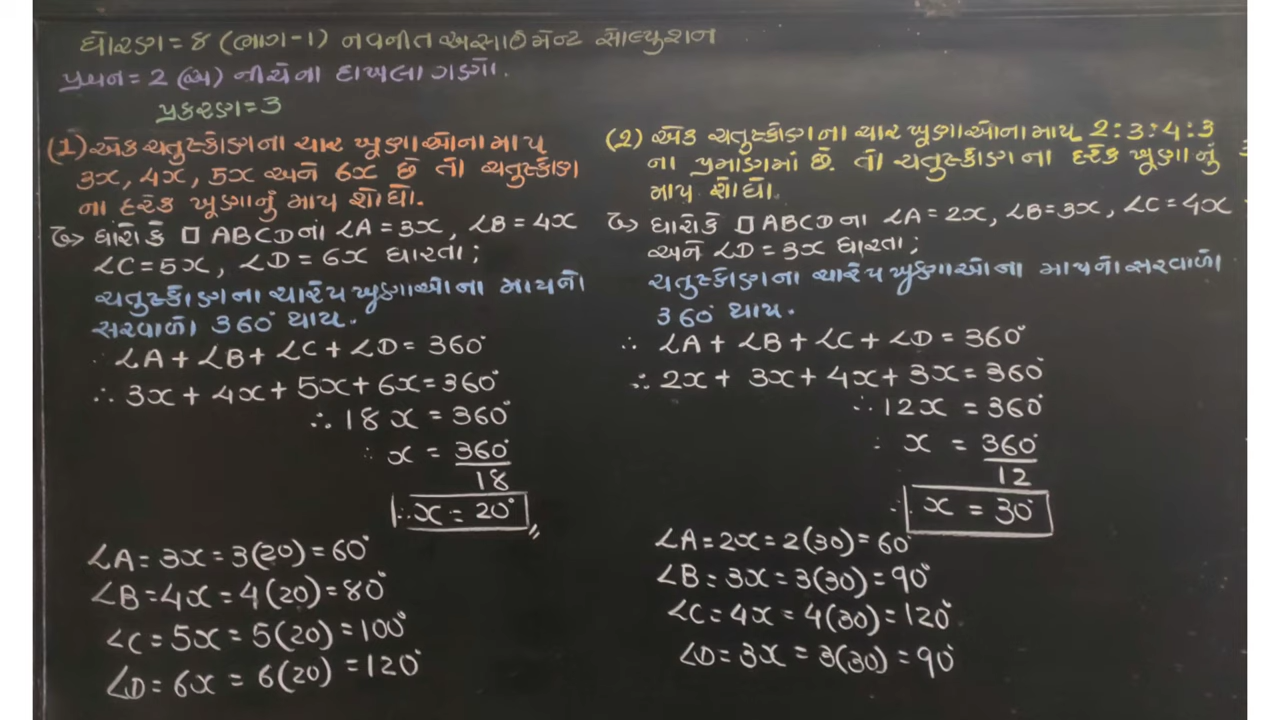 ધોરણ = ૪ (ભાગ-1) નવનીત અસાઈમેન્ટ સોલ્યુશન
પ્રશ્ન = 2 (બ) નીચેના દાખલા ગણો.
પ્રકરણ = 3
(1) એક ચતુષ્કોણના ચાર ખૂણાઓના માપ
3x, 4x, 5x અને 6x છે તો ચતુષ્કોણ
ના દરેક ખૂણાનું માપ શોધો.
ધારોકે □ ABCD નાં ∠A = 3x, ∠B = 4x
∠C = 5x, ∠D = 6x ધારતા;
ચતુષ્કોણના ચારેય ખૂણાઓના માપનો
સરવાળો 360° થાય.
∴ ∠A + ∠B + ∠C + ∠D = 360°
∴ 3x + 4x + 5x + 6x = 360°
∴ 18x = 360°
∴ x = 360°
18
∴ x = 20°
∠A = 3x = 3(20) = 60°
∠B = 4x = 4(20) = 80°
∠C = 5x = 5(20) = 100°
∠D = 6x = 6(20) = 120°
(2) એક ચતુષ્કોણના ચાર ખૂણાઓના માપ 2:3:4:3
ના પ્રમાણમાં છે. તો ચતુષ્કોણના દરેક ખૂણાનું
માપ શોધો.
ધારોકે □ ABCD ના ∠A = 2x, ∠B = 3x, ∠C = 4x
અને ∠D = 3x ધારતા;
ચતુષ્કોણના ચારેય ખૂણાઓના માપનો સરવાળો
360° થાય.
∴ ∠A + ∠B + ∠C + ∠D = 360°
∴ 2x + 3x + 4x + 3x = 360°
∴ 12x = 360°
∴ x = 360°
12
∴ x = 30°
∠A = 2x = 2(30) = 60°
∠B = 3x = 3(30) = 90°
∠C = 4x = 4(30) = 120°
∠D = 3x = 3(30) = 90°